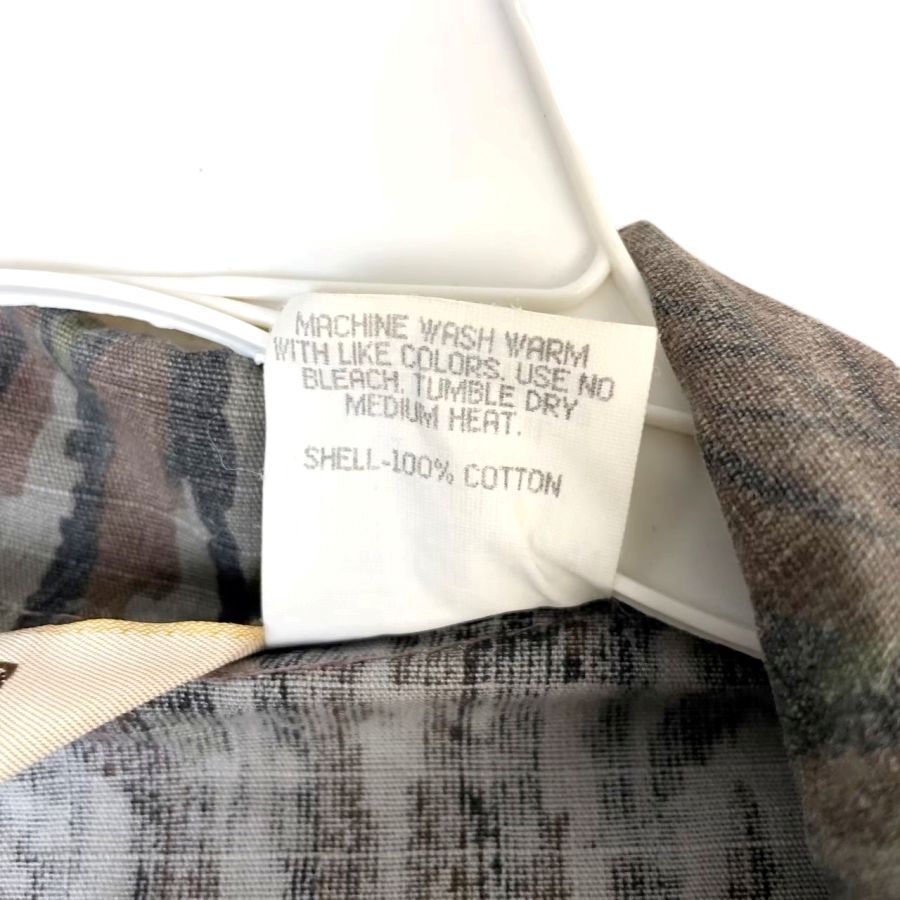 MACHINE WASH WARM
WITH LIKE COLORS. USE NO
BLEACH. TUMBLE DRY
MEDIUM HEAT.
SHELL-100% COTTON